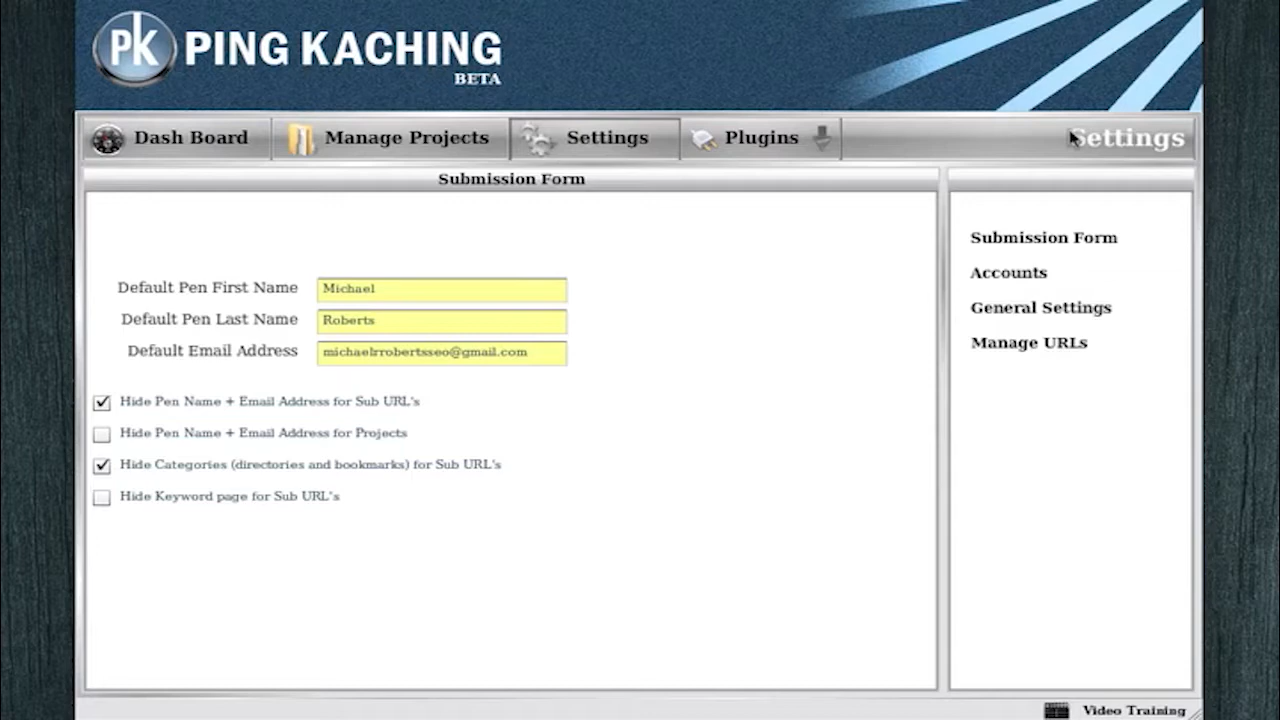 PK PING KACHING
BETA
Dash Board Manage Projects Settings Plugins Settings
Submission Form
Default Pen First Name Michael
Default Pen Last Name Roberts
Default Email Address michaelrrobertsseo@gmail.com
Hide Pen Name + Email Address for Sub URL's
Hide Pen Name + Email Address for Projects
Hide Categories (directories and bookmarks) for Sub URL's
Hide Keyword page for Sub URL's
Submission Form
Accounts
General Settings
Manage URLs
Video Training